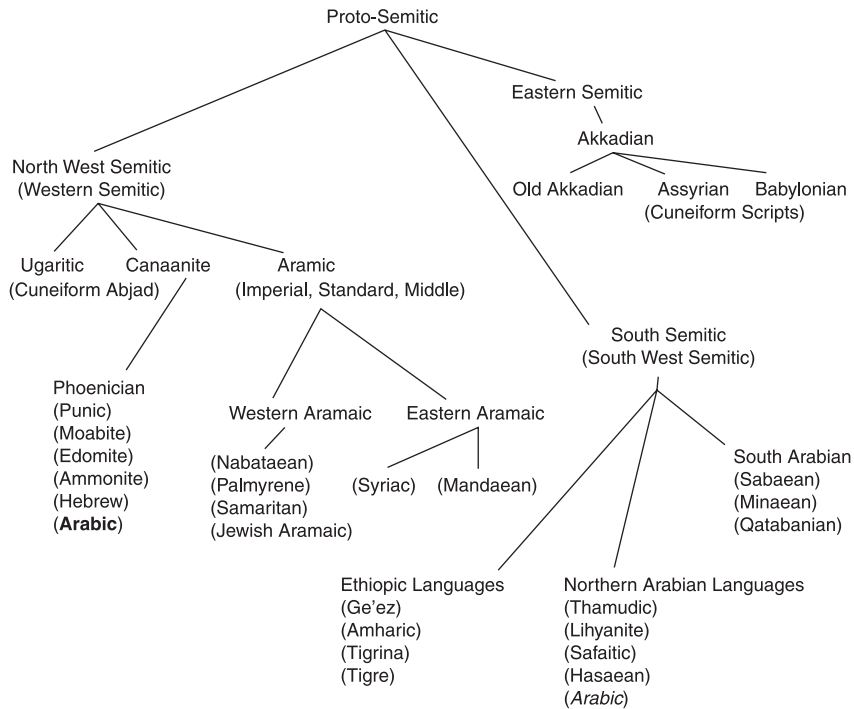 Proto-Semitic
Eastern Semitic
Akkadian
Old Akkadian Assyrian Babylonian
(Cuneiform Scripts)
North West Semitic
(Western Semitic)
Ugaritic Canaanite Aramic
(Cuneiform Abjad) (Imperial, Standard, Middle)
Phoenician
(Punic)
(Moabite)
(Edomite)
(Ammonite)
(Hebrew)
(Arabic)
Western Aramaic
(Nabataean)
(Palmyrene)
(Samaritan)
(Jewish Aramaic)
Eastern Aramaic
(Syriac) (Mandaean)
South Semitic
(South West Semitic)
South Arabian
(Sabaean)
(Minaean)
(Qatabanian)
Ethiopic Languages
(Ge’ez)
(Amharic)
(Tigrina)
(Tigre)
Northern Arabian Languages
(Thamudic)
(Lihyanite)
(Safaitic)
(Hasaean)
(Arabic)